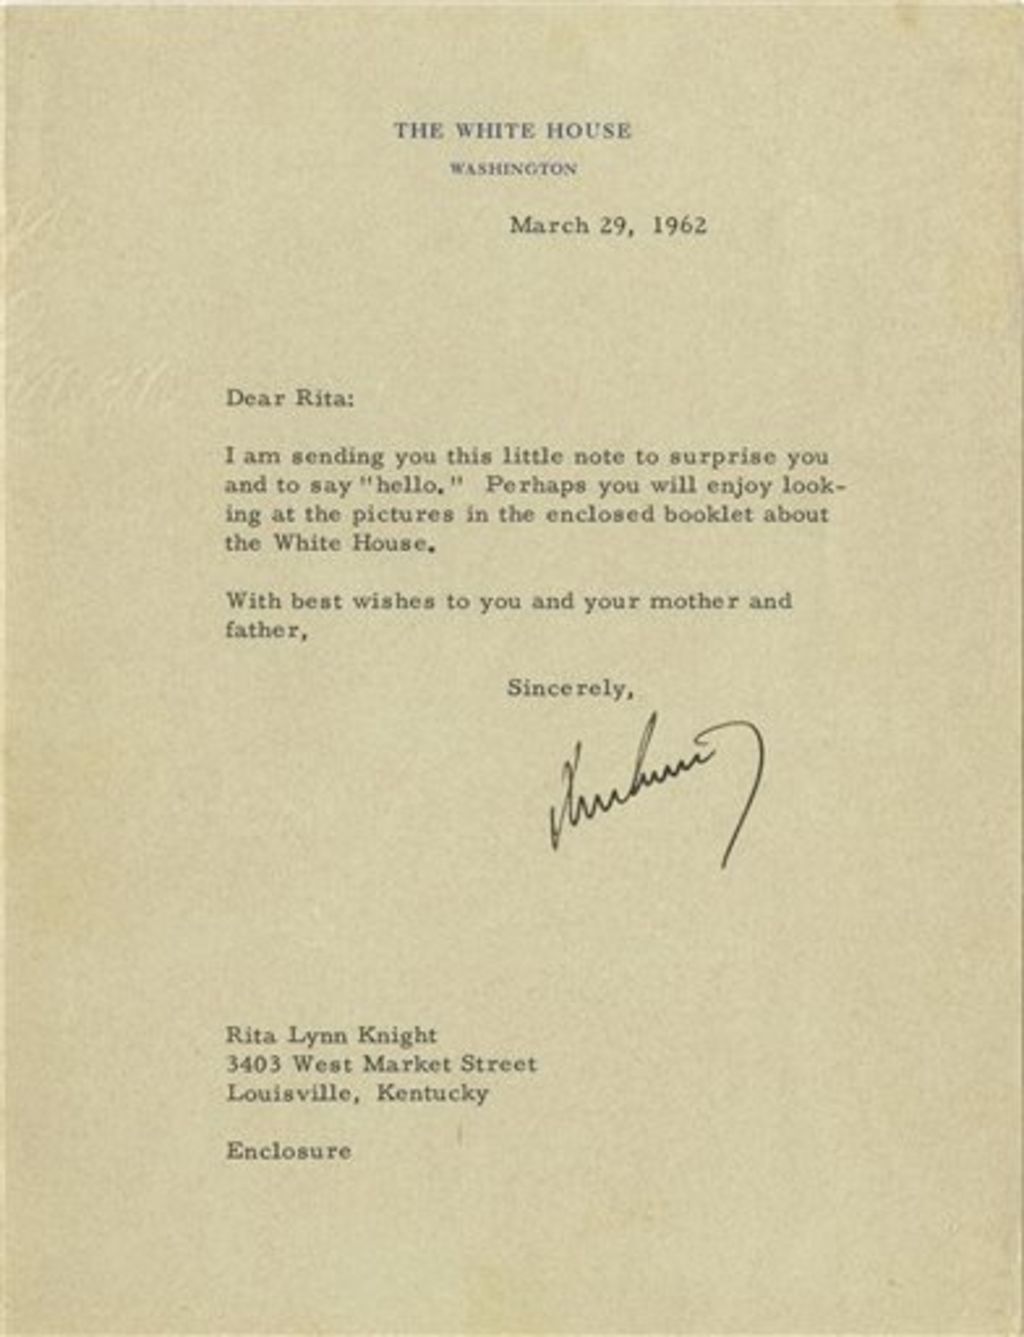 THE WHITE HOUSE
WASHINGTON
March 29, 1962
Dear Rita:
I am sending you this little note to surprise you
and to say "hello." Perhaps you will enjoy look-
ing at the pictures in the enclosed booklet about
the White House.
With best wishes to you and your mother and
father,
Sincerely,
Rita Lynn Knight
3403 West Market Street
Louisville, Kentucky
Enclosure